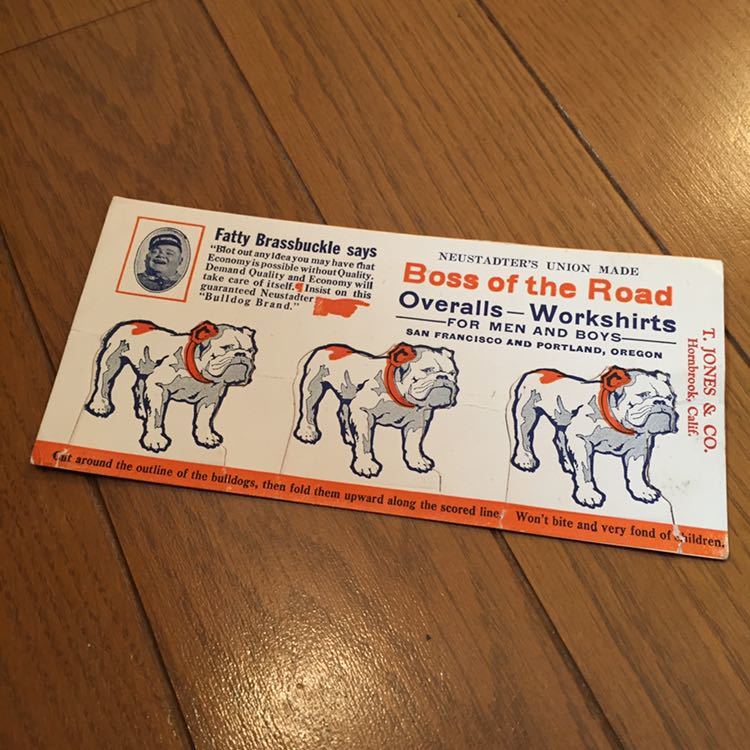 Fatty Brassbuckle says
"Blot out any Idea you may have that
Economy is possible without Quality.
Demand Quality and Economy will
take care of itself.¶ Insist on this
guaranteed Neustadter
"Bulldog Brand."
NEUSTADTER'S UNION MADE
Boss of the Road
Overalls—Workshirts
FOR MEN AND BOYS
SAN FRANCISCO AND PORTLAND, OREGON
T. JONES & CO.
Hornbrook, Calif.
Cut around the outline of the bulldogs, then fold them upward along the scored line. Won't bite and very fond of children.